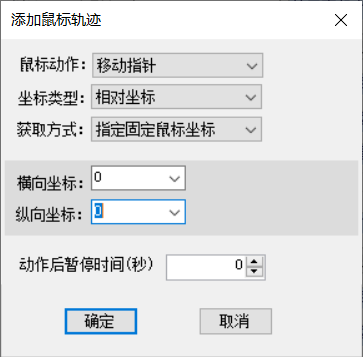 添加鼠标轨迹
鼠标动作: 移动指针
坐标类型: 相对坐标
获取方式: 指定固定鼠标坐标
横向坐标: 0
纵向坐标: 0
动作后暂停时间(秒) 0
确定 取消